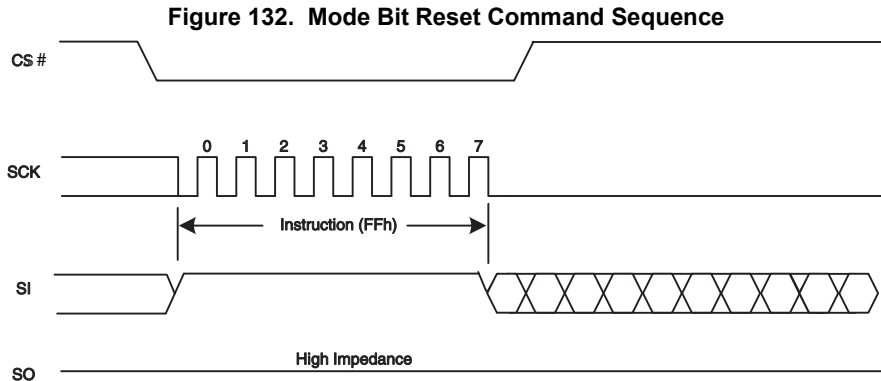 Figure 132. Mode Bit Reset Command Sequence
CS #
0 1 2 3 4 5 6 7
SCK
Instruction (FFh)
SI
High Impedance
SO